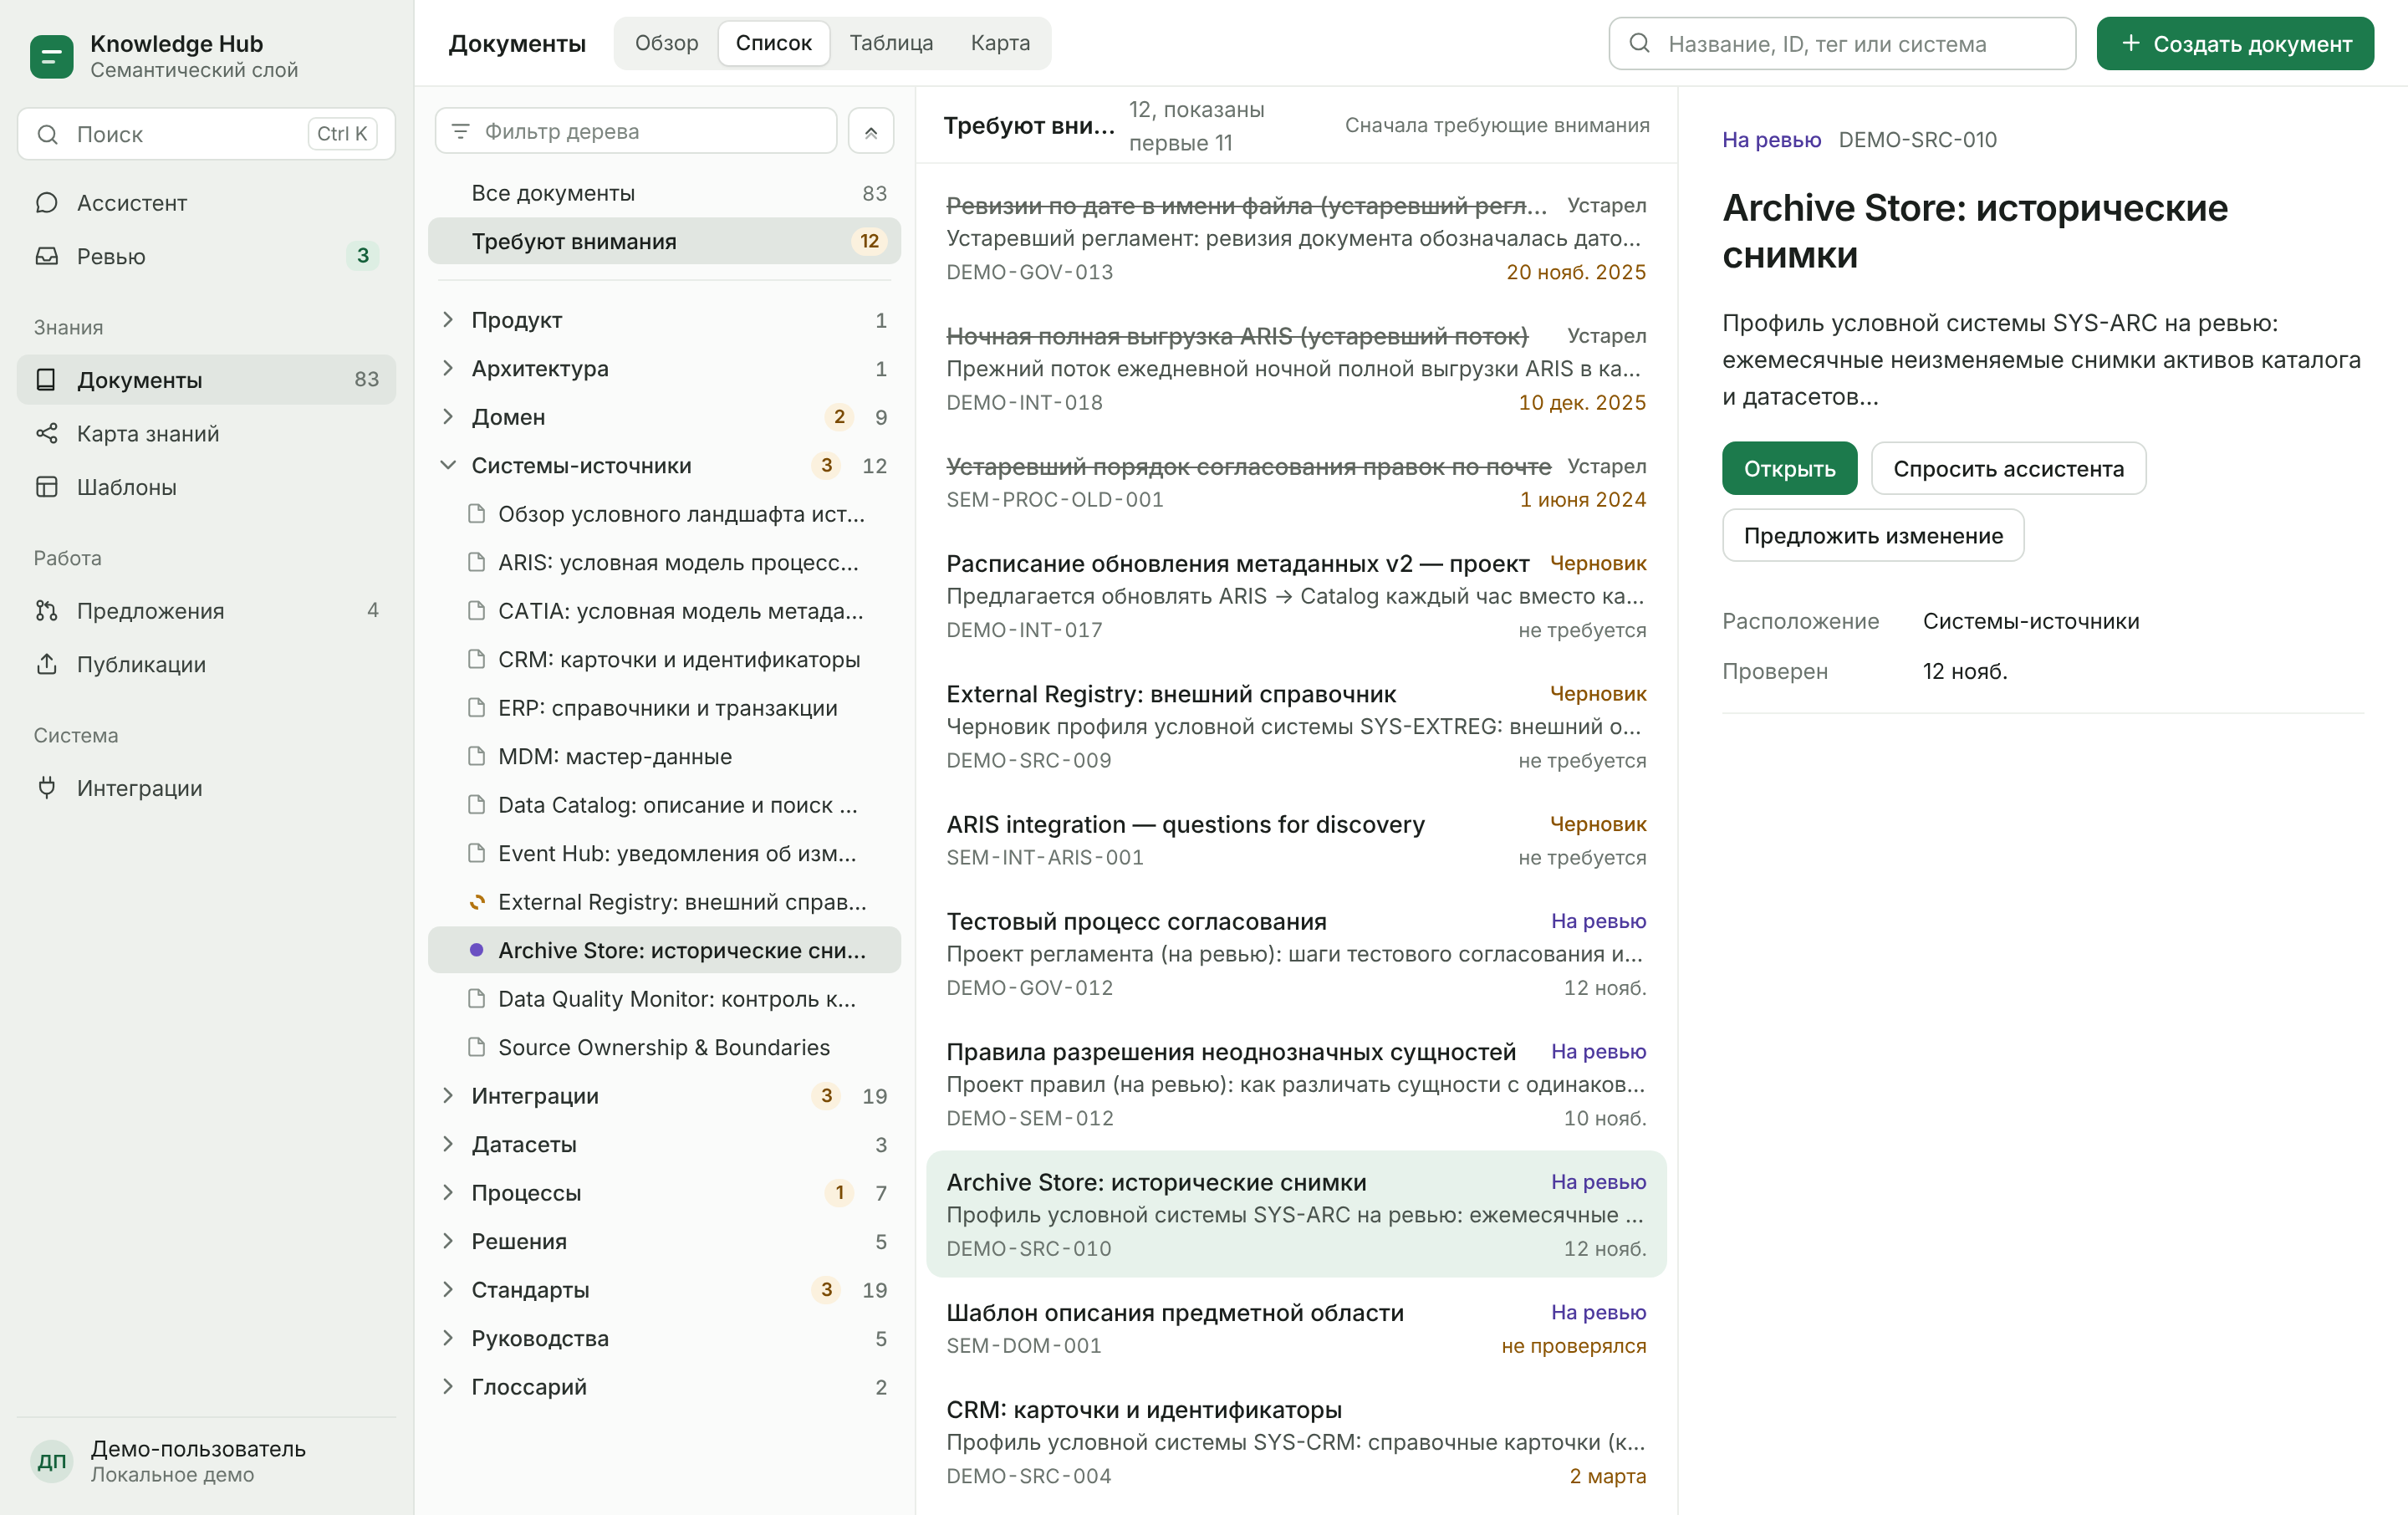 Knowledge Hub
Семантический слой
Поиск Ctrl K
Ассистент
Ревью 3
Знания
Документы 83
Карта знаний
Шаблоны
Работа
Предложения 4
Публикации
Система
Интеграции
ДП
Демо-пользователь
Локальное демо
Документы Обзор Список Таблица Карта
Название, ID, тег или система
Создать документ
Фильтр дерева
Все документы 83
Требуют внимания 12
Продукт 1
Архитектура 1
Домен 2 9
Системы-источники 3 12
Обзор условного ландшафта ист...
ARIS: условная модель процесс...
CATIA: условная модель метада...
CRM: карточки и идентификаторы
ERP: справочники и транзакции
MDM: мастер-данные
Data Catalog: описание и поиск ...
Event Hub: уведомления об изм...
External Registry: внешний справ...
Archive Store: исторические сни...
Data Quality Monitor: контроль к...
Source Ownership & Boundaries
Интеграции 3 19
Датасеты 3
Процессы 1 7
Решения 5
Стандарты 3 19
Руководства 5
Глоссарий 2
Требуют вни... 12, показаны
первые 11
Сначала требующие внимания
Ревизии по дате в имени файла (устаревший регл... Устарел
Устаревший регламент: ревизия документа обозначалась дато...
DEMO-GOV-013 20 нояб. 2025
Ночная полная выгрузка ARIS (устаревший поток) Устарел
Прежний поток ежедневной ночной полной выгрузки ARIS в ка...
DEMO-INT-018 10 дек. 2025
Устаревший порядок согласования правок по почте Устарел
SEM-PROC-OLD-001 1 июня 2024
Расписание обновления метаданных v2 — проект Черновик
Предлагается обновлять ARIS → Catalog каждый час вместо ка...
DEMO-INT-017 не требуется
External Registry: внешний справочник Черновик
Черновик профиля условной системы SYS-EXTREG: внешний о...
DEMO-SRC-009 не требуется
ARIS integration — questions for discovery Черновик
SEM-INT-ARIS-001 не требуется
Тестовый процесс согласования На ревью
Проект регламента (на ревью): шаги тестового согласования и...
DEMO-GOV-012 12 нояб.
Правила разрешения неоднозначных сущностей На ревью
Проект правил (на ревью): как различать сущности с одинаков...
DEMO-SEM-012 10 нояб.
Archive Store: исторические снимки На ревью
Профиль условной системы SYS-ARC на ревью: ежемесячные ...
DEMO-SRC-010 12 нояб.
Шаблон описания предметной области На ревью
SEM-DOM-001 не проверялся
CRM: карточки и идентификаторы
Профиль условной системы SYS-CRM: справочные карточки (к...
DEMO-SRC-004 2 марта
На ревью DEMO-SRC-010
Archive Store: исторические
снимки
Профиль условной системы SYS-ARC на ревью:
ежемесячные неизменяемые снимки активов каталога
и датасетов...
Открыть Спросить ассистента
Предложить изменение
Расположение Системы-источники
Проверен 12 нояб.